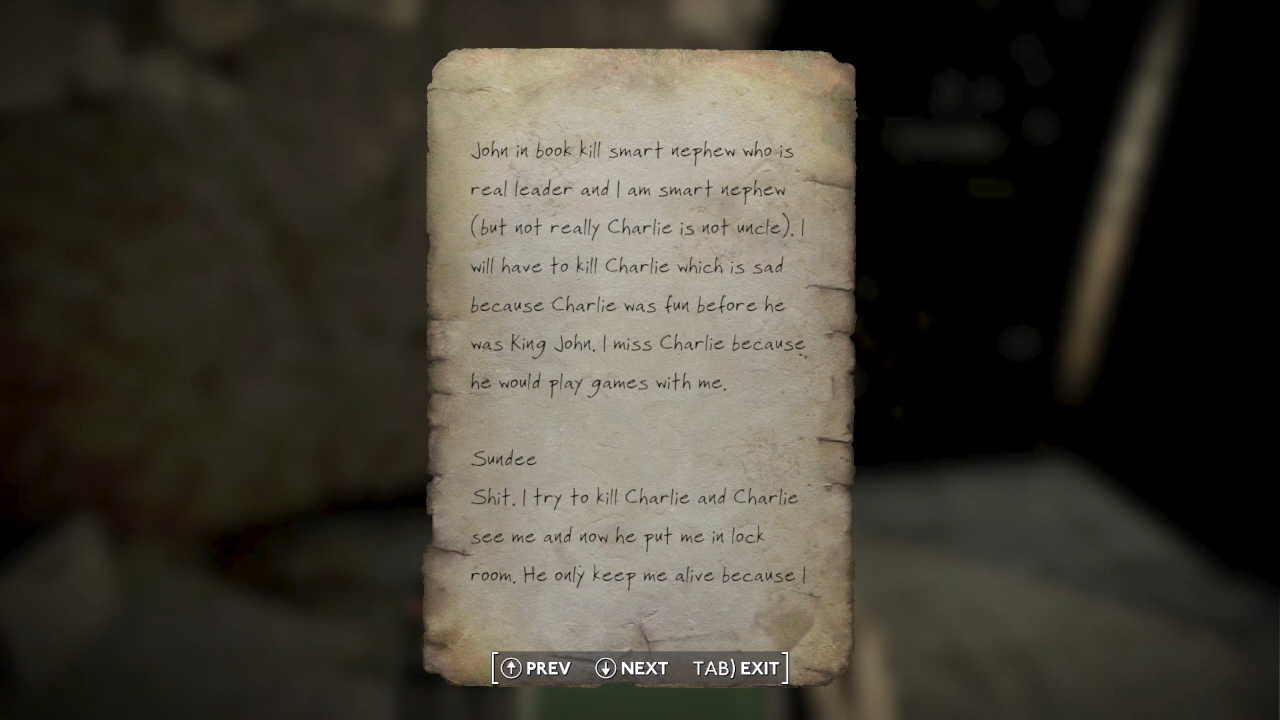 John in book kill smart nephew who is
real leader and I am smart nephew
(but not really Charlie is not uncle). I
will have to kill Charlie which is sad
because Charlie was fun before he
was King John. I miss Charlie because
he would play games with me.
Sundee
Shit. I try to kill Charlie and Charlie
see me and now he put me in lock
room. He only keep me alive because I
PREV NEXT TAB) EXIT